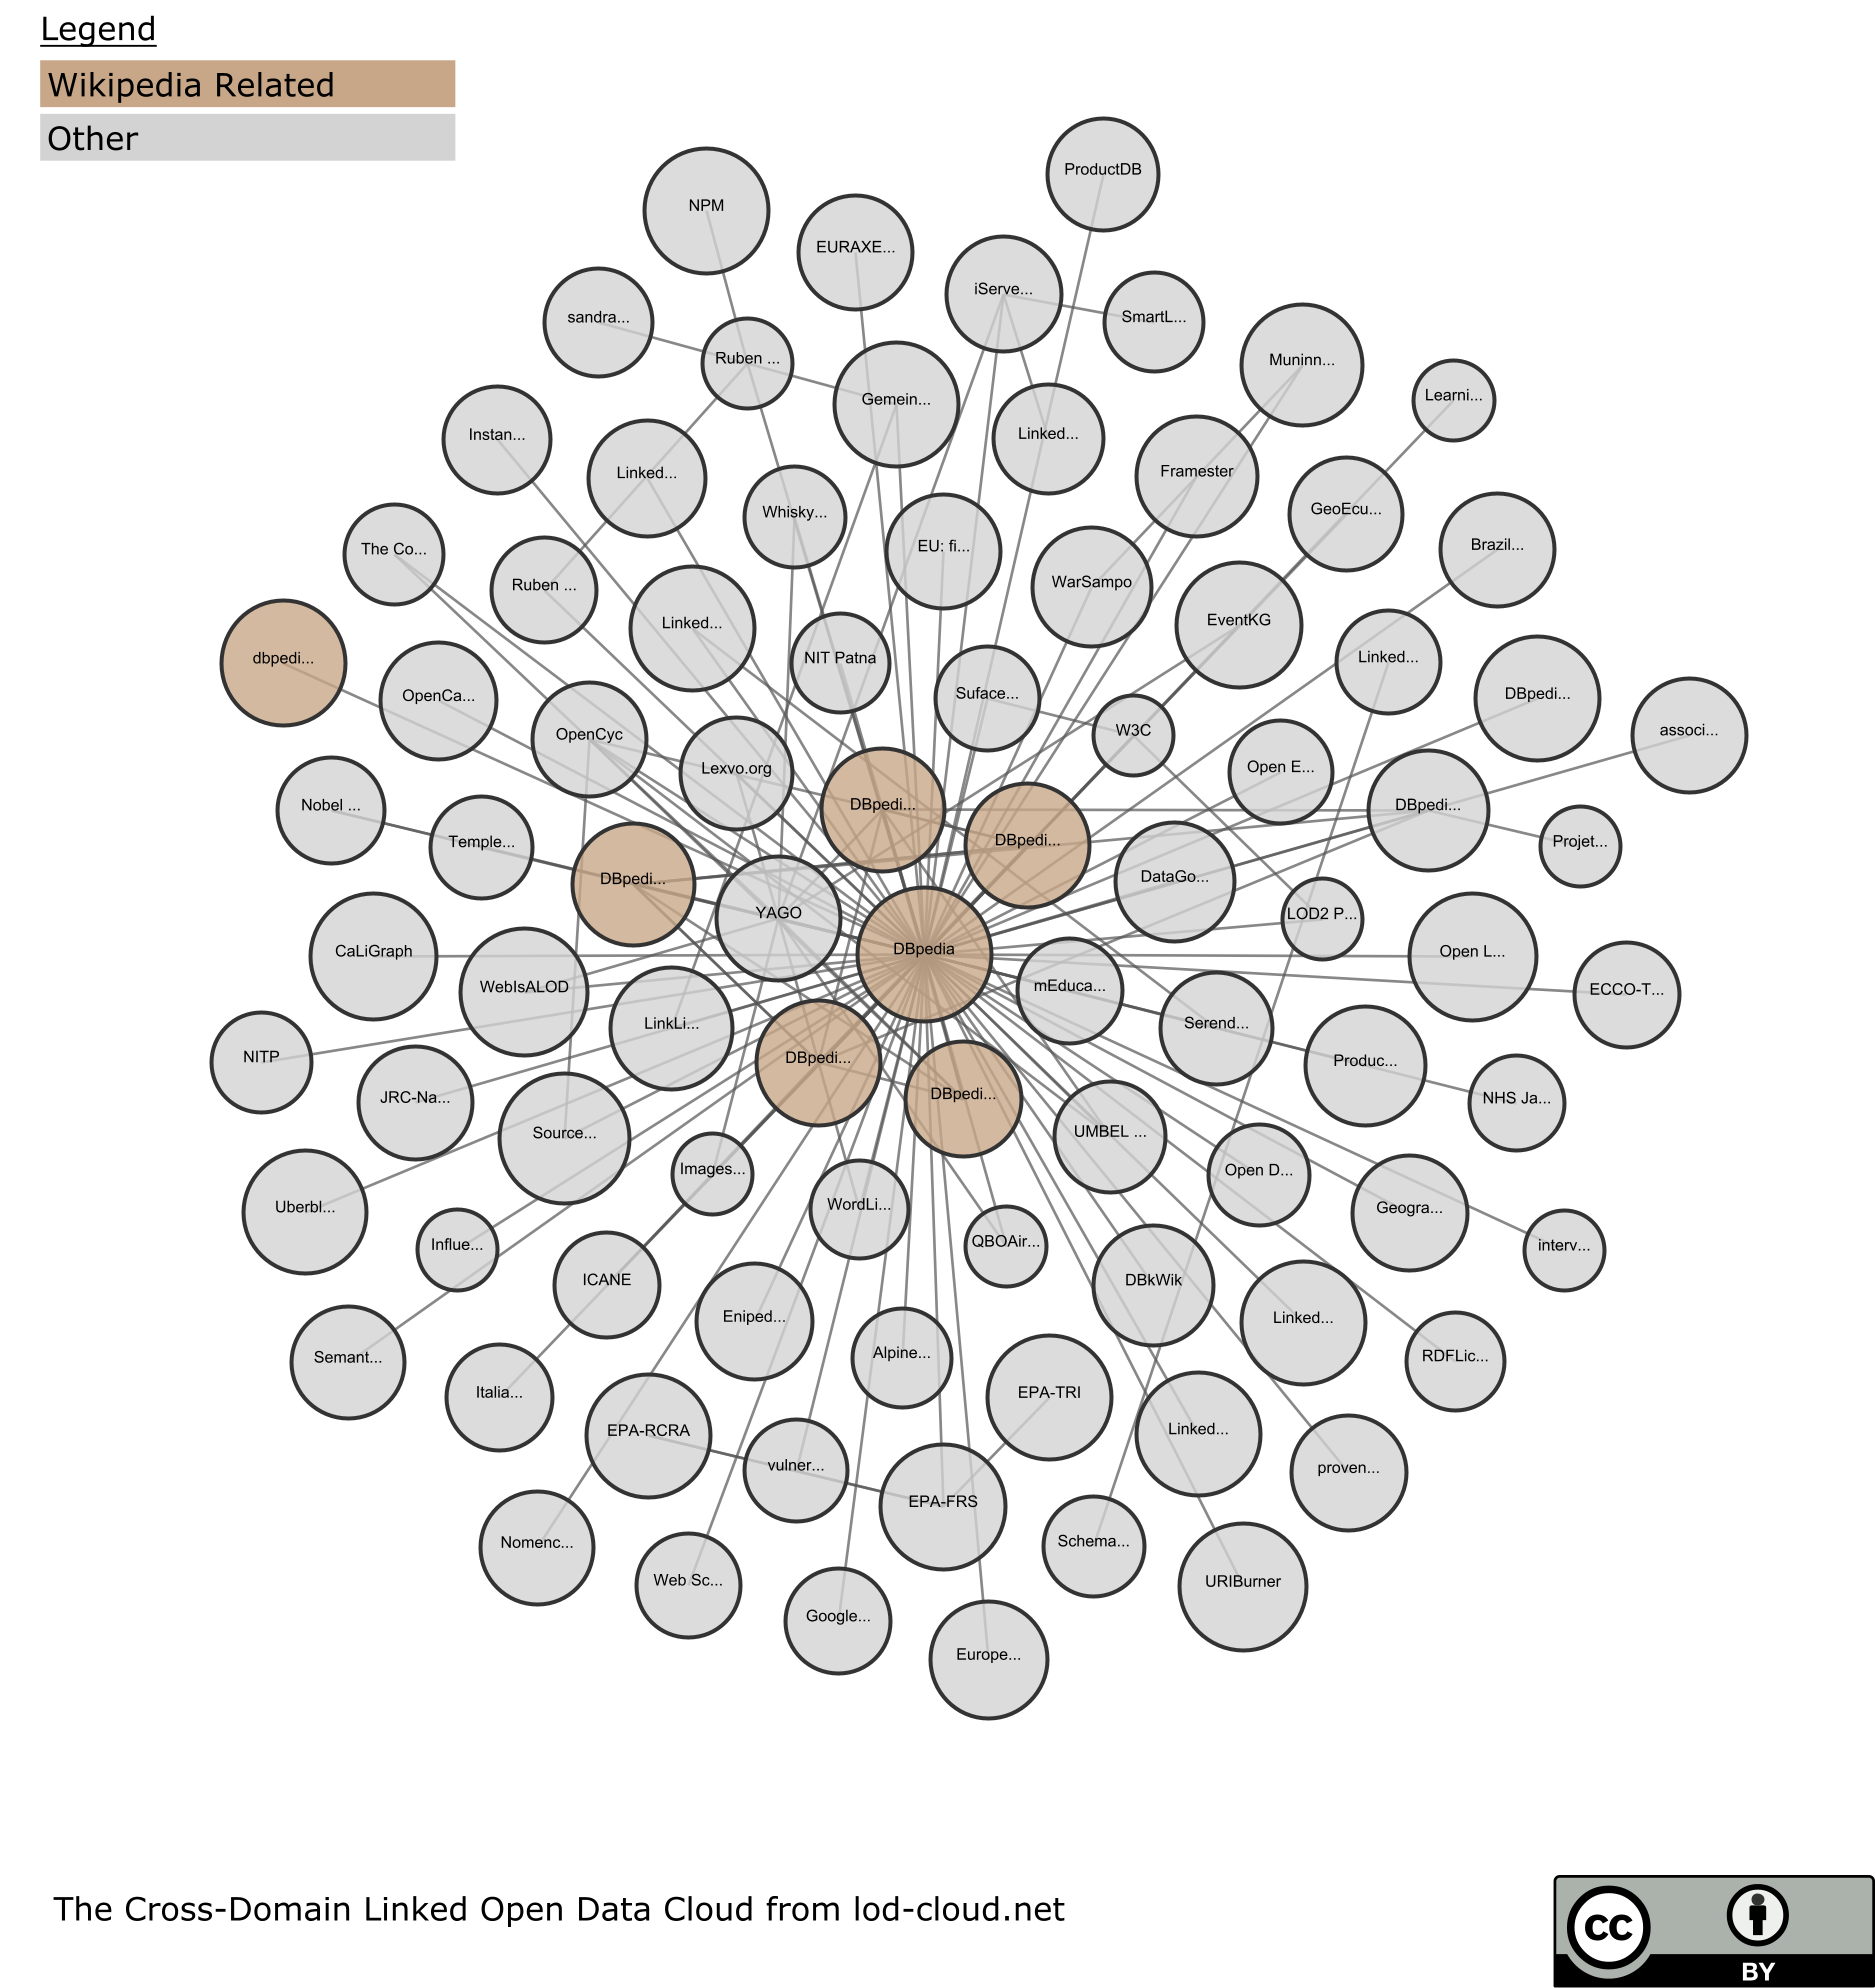 Legend
Wikipedia Related
Other
ProductDB
NPM
EURAXE...
iServe...
sandra...
SmartL...
Ruben ...
Muninn...
Gemein...
Learni...
Instan...
Linked...
Linked...
Framester
Whisky...
GeoEcu...
The Co...
EU: fi...
Brazil...
Ruben ...
WarSampo
Linked...
EventKG
dbpedi...
NIT Patna
Linked...
OpenCa...
Suface...
DBpedi...
OpenCyc
W3C
associ...
Lexvo.org
Open E...
Nobel ...
DBpedi...
DBpedi...
Temple...
DBpedi...
Projet...
DBpedi...
DataGo...
YAGO
LOD2 P...
CaLiGraph
DBpedia
Open L...
WebIsALOD
mEduca...
ECCO-T...
LinkLi...
Serend...
NITP
DBpedi...
Produc...
JRC-Na...
DBpedi...
NHS Ja...
Source...
UMBEL ...
Images...
Open D...
Uberbl...
WordLi...
Geogra...
Influe...
QBOAir...
interv...
ICANE
DBkWik
Eniped...
Linked...
Semant...
Alpine...
RDFLic...
Italia...
EPA-TRI
EPA-RCRA
Linked...
vulner...
proven...
EPA-FRS
Nomenc...
Schema...
Web Sc...
URIBurner
Google...
Europe...
The Cross-Domain Linked Open Data Cloud from lod-cloud.net
cc
BY